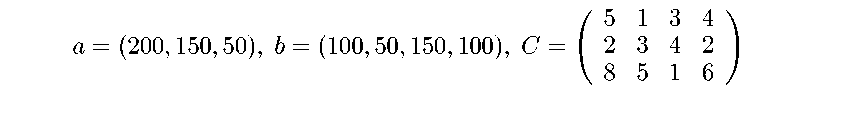 a = (200, 150, 50), b = (100, 50, 150, 100), C = ( 5 1 3 4
2 3 4 2
8 5 1 6 )